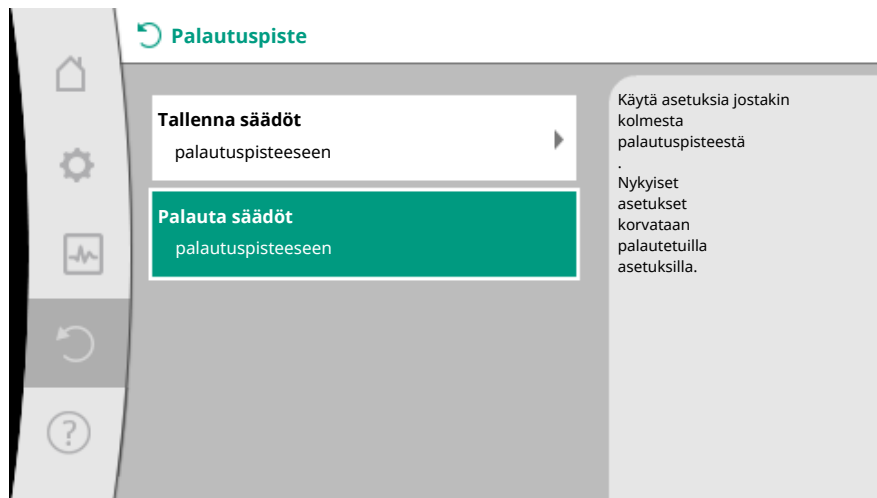 Palautuspiste
Tallenna säädöt
palautuspisteeseen
Palauta säädöt
palautuspisteeseen
Käytä asetuksia jostakin
kolmesta
palautuspisteestä
.
Nykyiset
asetukset
korvataan
palautetuilla
asetuksilla.
?